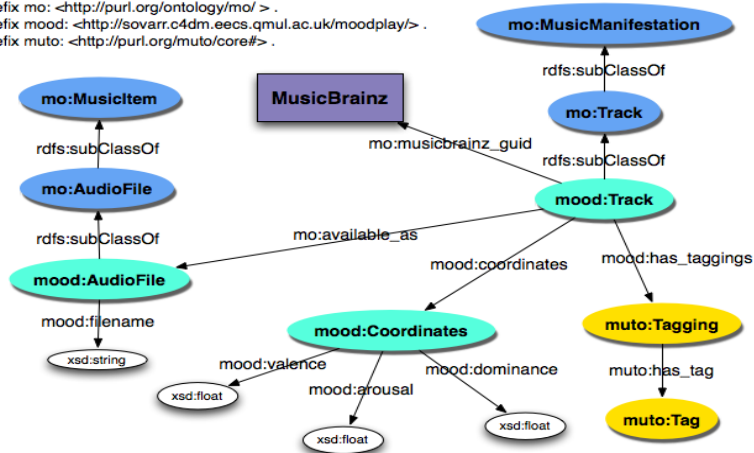 efix mo: <http://purl.org/ontology/mo/ > .
efix mood: <http://sovarr.c4dm.eecs.qmul.ac.uk/moodplay/> .
efix muto: <http://purl.org/muto/core#> .
mo:MusicManifestation
rdfs:subClassOf
mo:MusicItem
MusicBrainz
mo:Track
rdfs:subClassOf
mo:musicbrainz_guid
rdfs:subClassOf
mo:AudioFile
mood:Track
rdfs:subClassOf
mo:available_as
mood:coordinates
mood:has_taggings
mood:AudioFile
mood:filename
mood:Coordinates
muto:Tagging
xsd:string
mood:valence
mood:arousal
mood:dominance
muto:has_tag
xsd:float
xsd:float
xsd:float
muto:Tag